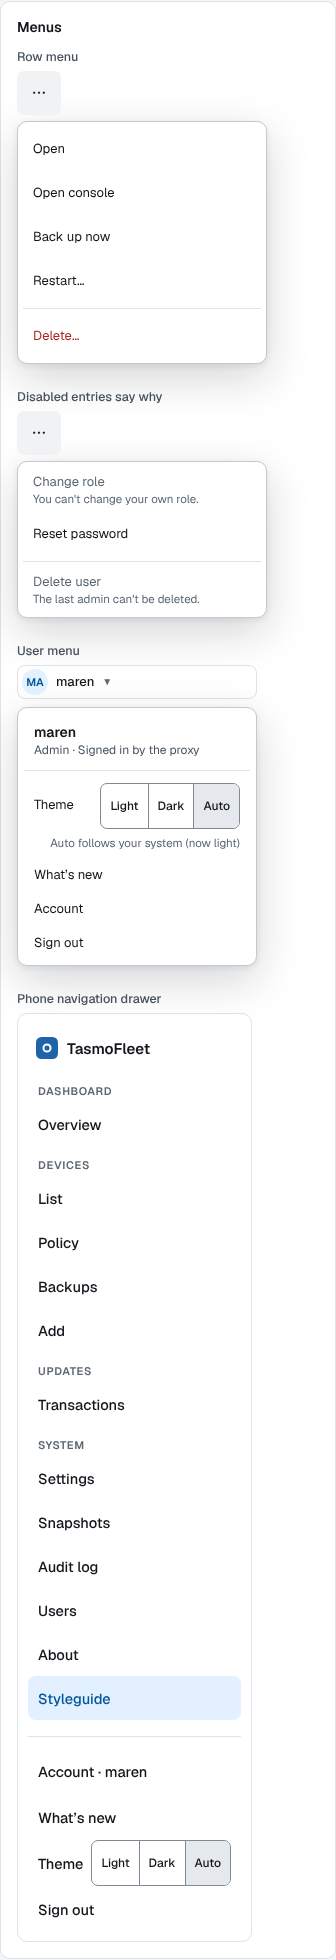 Menus
Row menu
...
Open
Open console
Back up now
Restart…
Delete…
Disabled entries say why
...
Change role
You can't change your own role.
Reset password
Delete user
The last admin can't be deleted.
User menu
MA maren ▼
maren
Admin · Signed in by the proxy
Theme Light Dark Auto
Auto follows your system (now light)
What's new
Account
Sign out
Phone navigation drawer
TasmoFleet
DASHBOARD
Overview
DEVICES
List
Policy
Backups
Add
UPDATES
Transactions
SYSTEM
Settings
Snapshots
Audit log
Users
About
Styleguide
Account · maren
What's new
Theme Light Dark Auto
Sign out